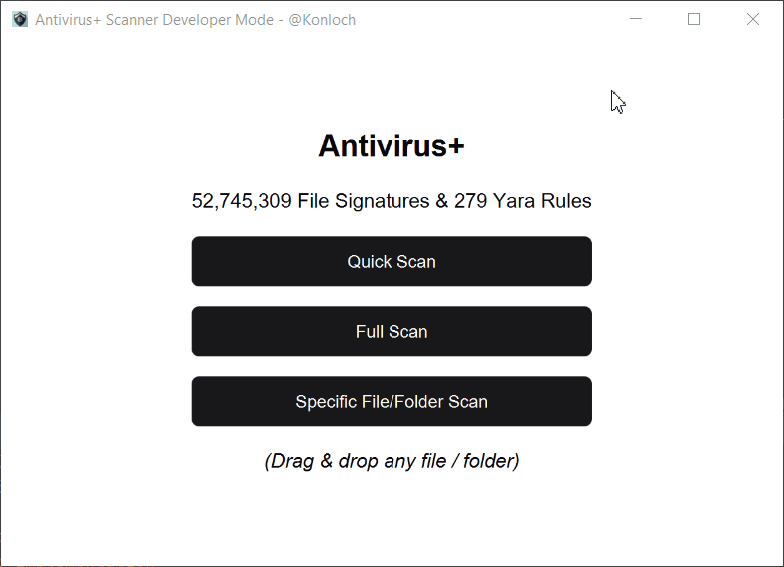 Antivirus+ Scanner Developer Mode - @Konloch
Antivirus+
52,745,309 File Signatures & 279 Yara Rules
Quick Scan
Full Scan
Specific File/Folder Scan
(Drag & drop any file / folder)